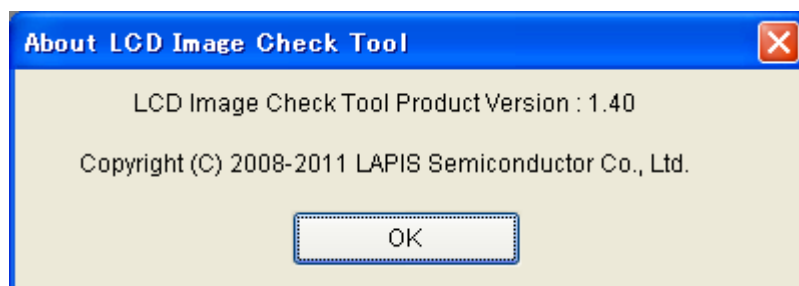 About LCD Image Check Tool
LCD Image Check Tool Product Version : 1.40
Copyright (C) 2008-2011 LAPIS Semiconductor Co., Ltd.
OK